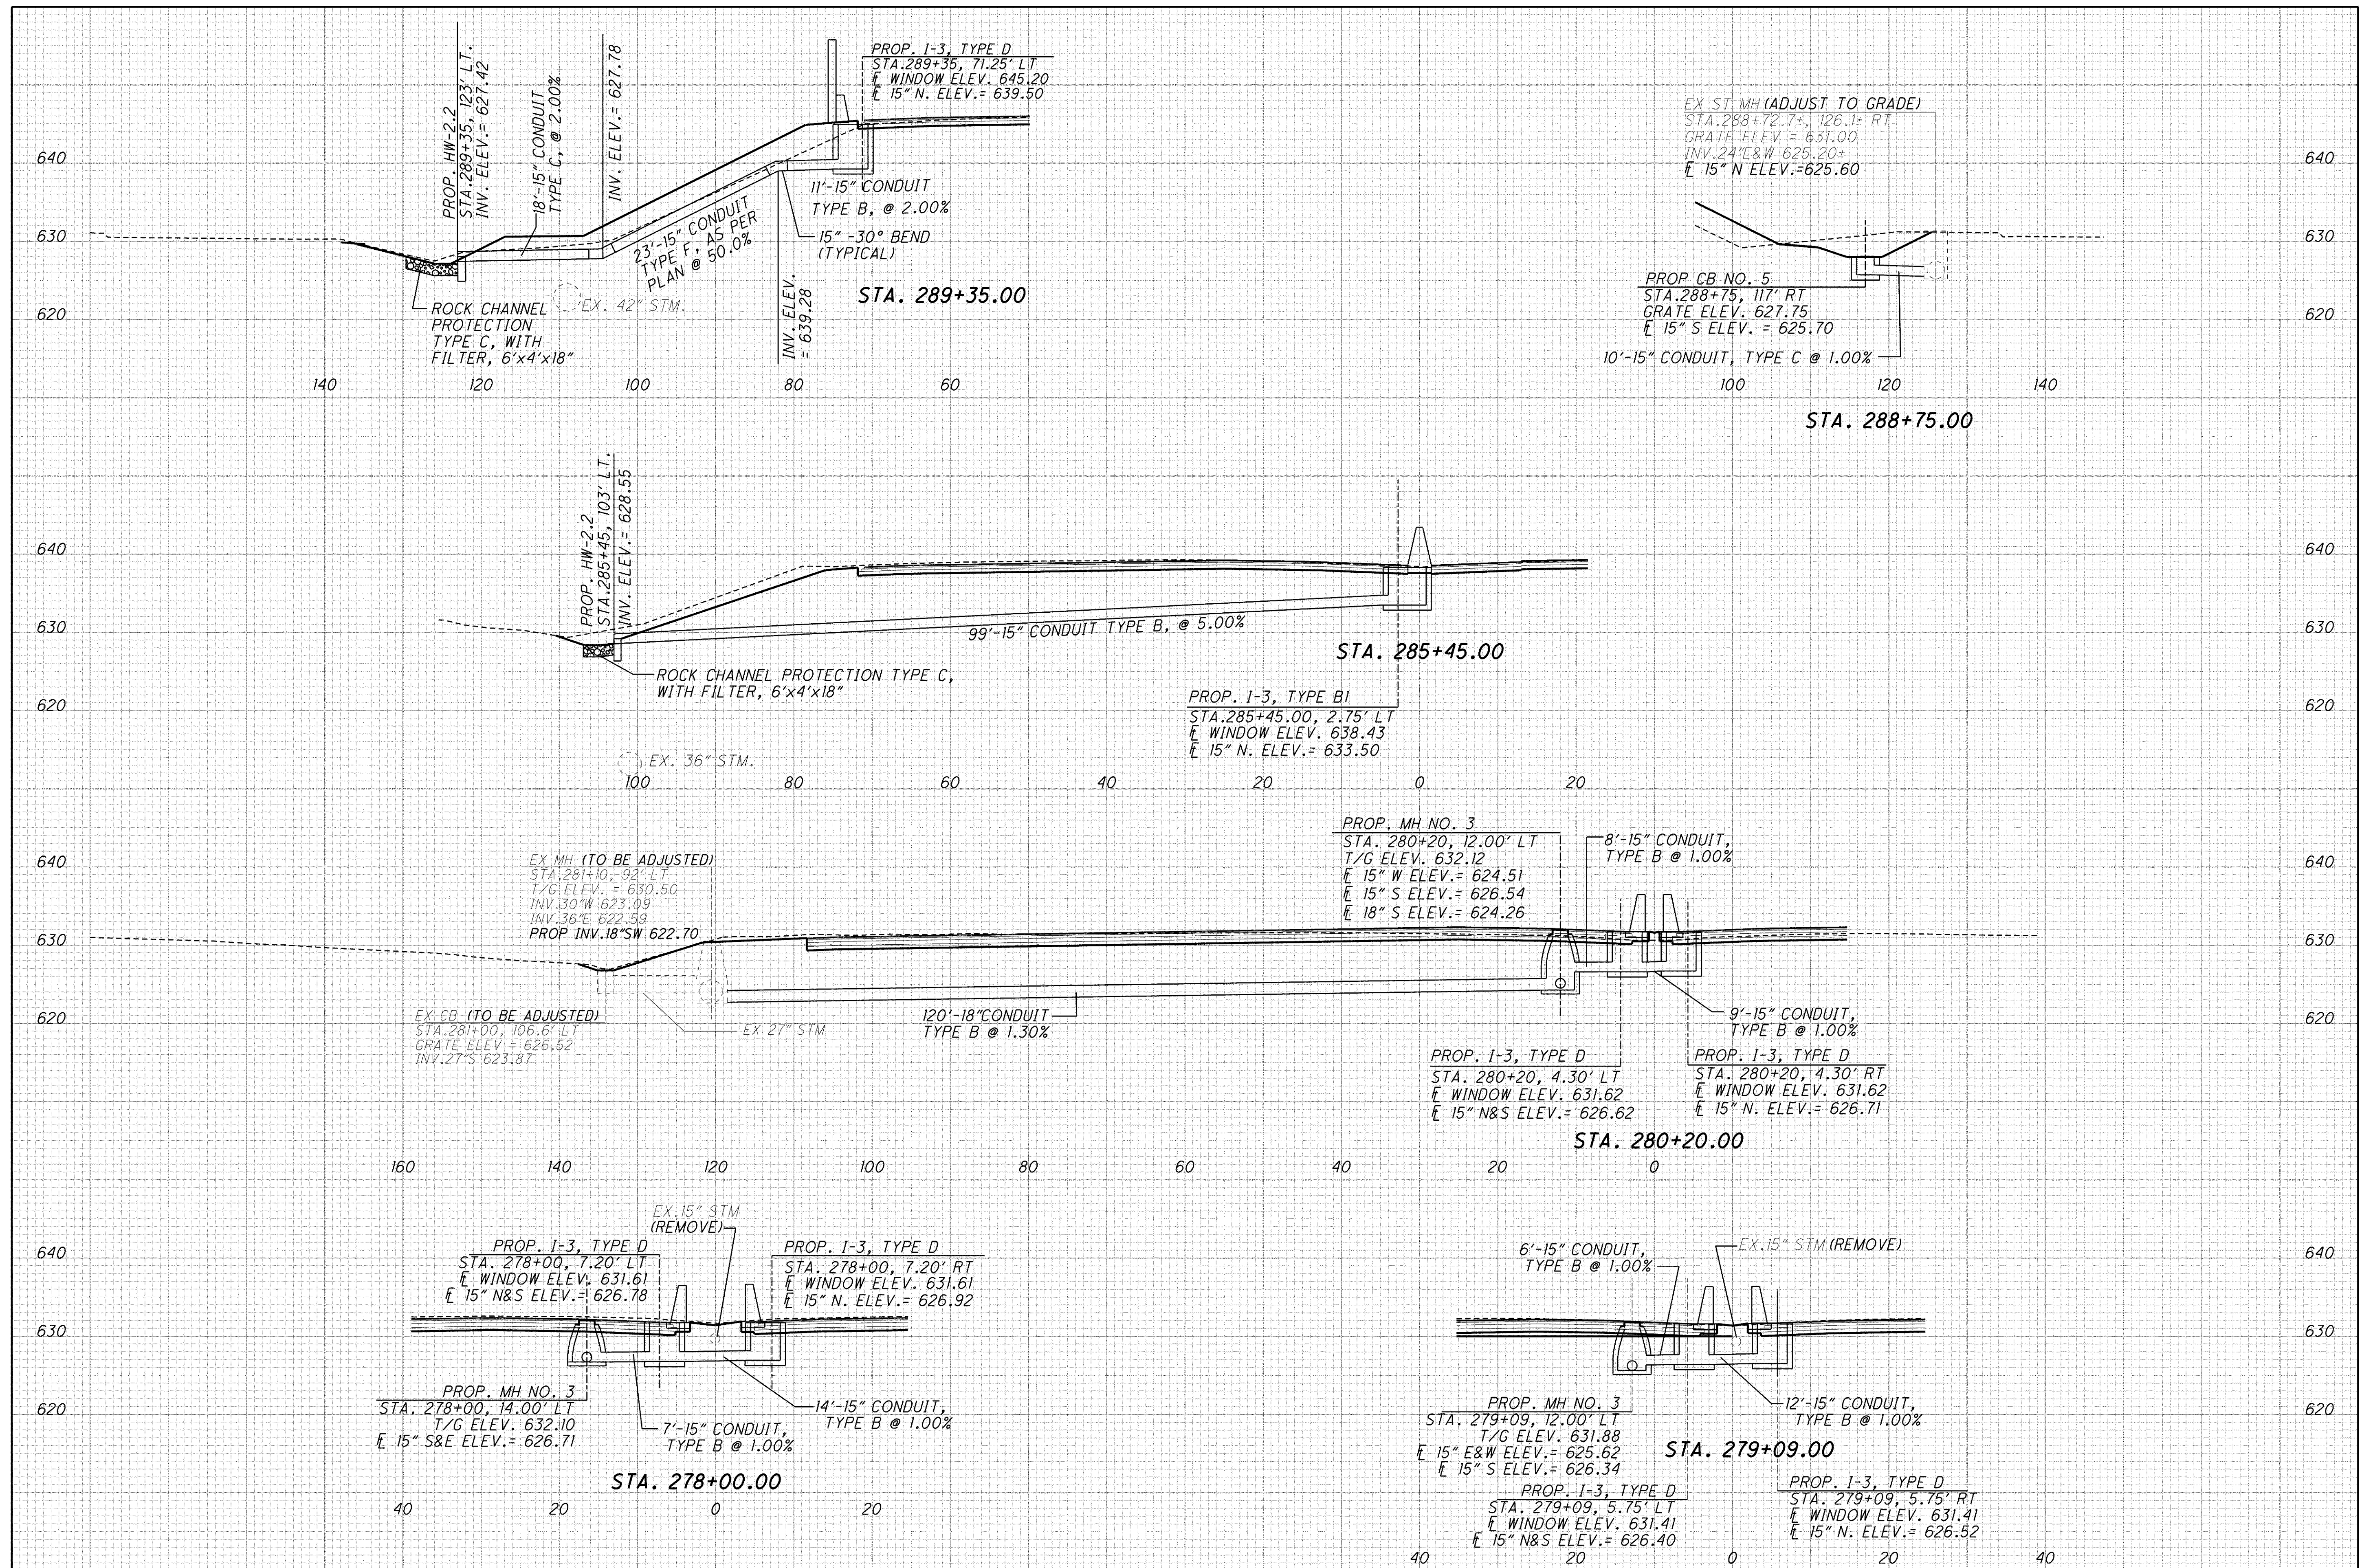 PROP. HW-2.2
STA.289+35, 123' LT.
INV. ELEV.= 627.42
18'-15" CONDUIT
TYPE C, @ 2.00%
INV. ELEV.= 627.78
PROP. I-3, TYPE D
STA.289+35, 71.25' LT
℄ WINDOW ELEV. 645.20
℄ 15" N. ELEV.= 639.50
11'-15" CONDUIT
TYPE B, @ 2.00%
15" -30° BEND
(TYPICAL)
23'-15" CONDUIT
TYPE F, AS PER
PLAN @ 50.0%
INV. ELEV.
= 639.28
EX. 42" STM.
ROCK CHANNEL
PROTECTION
TYPE C, WITH
FILTER, 6'x4'x18"
STA. 289+35.00
640
630
620
140 120 100 80 60
EX ST MH (ADJUST TO GRADE)
STA.288+72.7±, 126.1± RT
GRATE ELEV = 631.00
INV.24"E&W 625.20±
℄ 15" N ELEV.=625.60
PROP CB NO. 5
STA.288+75, 117' RT
GRATE ELEV. 627.75
℄ 15" S ELEV. = 625.70
10'-15" CONDUIT, TYPE C @ 1.00%
640
630
620
100 120 140
STA. 288+75.00
PROP. HW-2.2
STA.285+45, 103' LT.
INV. ELEV.= 628.55
99'-15" CONDUIT TYPE B, @ 5.00%
STA. 285+45.00
ROCK CHANNEL PROTECTION TYPE C,
WITH FILTER, 6'x4'x18"
PROP. I-3, TYPE B1
STA.285+45.00, 2.75' LT
℄ WINDOW ELEV. 638.43
℄ 15" N. ELEV.= 633.50
EX. 36" STM.
640
630
620
640
630
620
100 80 60 40 20 0 20
PROP. MH NO. 3
STA. 280+20, 12.00' LT
T/G ELEV. 632.12
℄ 15" W ELEV.= 624.51
℄ 15" S ELEV.= 626.54
℄ 18" S ELEV.= 624.26
8'-15" CONDUIT,
TYPE B @ 1.00%
EX MH (TO BE ADJUSTED)
STA.281+10, 92' LT
T/G ELEV. = 630.50
INV.30"W 623.09
INV.36"E 622.59
PROP INV.18"SW 622.70
EX CB (TO BE ADJUSTED)
STA.281+00, 106.6' LT
GRATE ELEV = 626.52
INV.27"S 623.87
EX 27" STM
120'-18"CONDUIT
TYPE B @ 1.30%
9'-15" CONDUIT,
TYPE B @ 1.00%
PROP. I-3, TYPE D
STA. 280+20, 4.30' LT
℄ WINDOW ELEV. 631.62
℄ 15" N&S ELEV.= 626.62
PROP. I-3, TYPE D
STA. 280+20, 4.30' RT
℄ WINDOW ELEV. 631.62
℄ 15" N. ELEV.= 626.71
STA. 280+20.00
640
630
620
640
630
620
160 140 120 100 80 60 40 20 0
EX.15" STM
(REMOVE)
PROP. I-3, TYPE D
STA. 278+00, 7.20' LT
℄ WINDOW ELEV. 631.61
℄ 15" N&S ELEV.= 626.78
PROP. I-3, TYPE D
STA. 278+00, 7.20' RT
℄ WINDOW ELEV. 631.61
℄ 15" N. ELEV.= 626.92
PROP. MH NO. 3
STA. 278+00, 14.00' LT
T/G ELEV. 632.10
℄ 15" S&E ELEV.= 626.71
7'-15" CONDUIT,
TYPE B @ 1.00%
14'-15" CONDUIT,
TYPE B @ 1.00%
STA. 278+00.00
640
630
620
40 20 0 20
6'-15" CONDUIT,
TYPE B @ 1.00%
EX.15" STM (REMOVE)
PROP. MH NO. 3
STA. 279+09, 12.00' LT
T/G ELEV. 631.88
℄ 15" E&W ELEV.= 625.62
℄ 15" S ELEV.= 626.34
12'-15" CONDUIT,
TYPE B @ 1.00%
STA. 279+09.00
PROP. I-3, TYPE D
STA. 279+09, 5.75' LT
℄ WINDOW ELEV. 631.41
℄ 15" N&S ELEV.= 626.40
PROP. I-3, TYPE D
STA. 279+09, 5.75' RT
℄ WINDOW ELEV. 631.41
℄ 15" N. ELEV.= 626.52
640
630
620
40 20 0 20 40